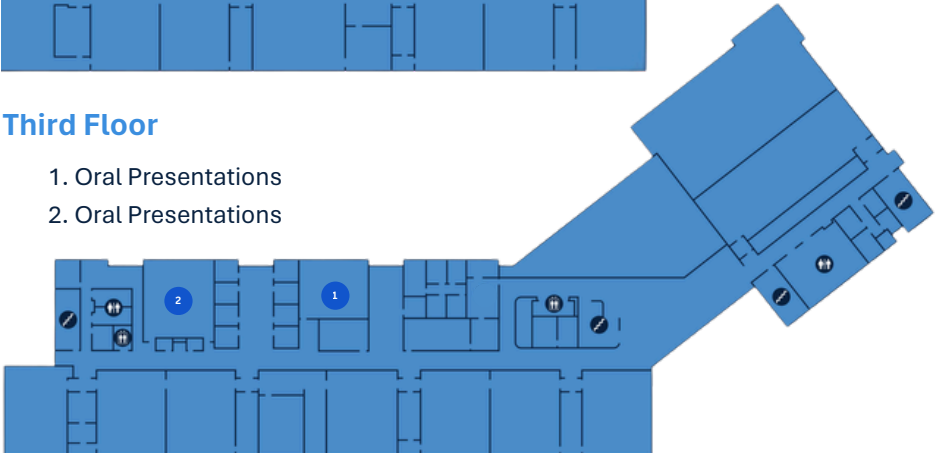 Third Floor
1. Oral Presentations
2. Oral Presentations
2
1